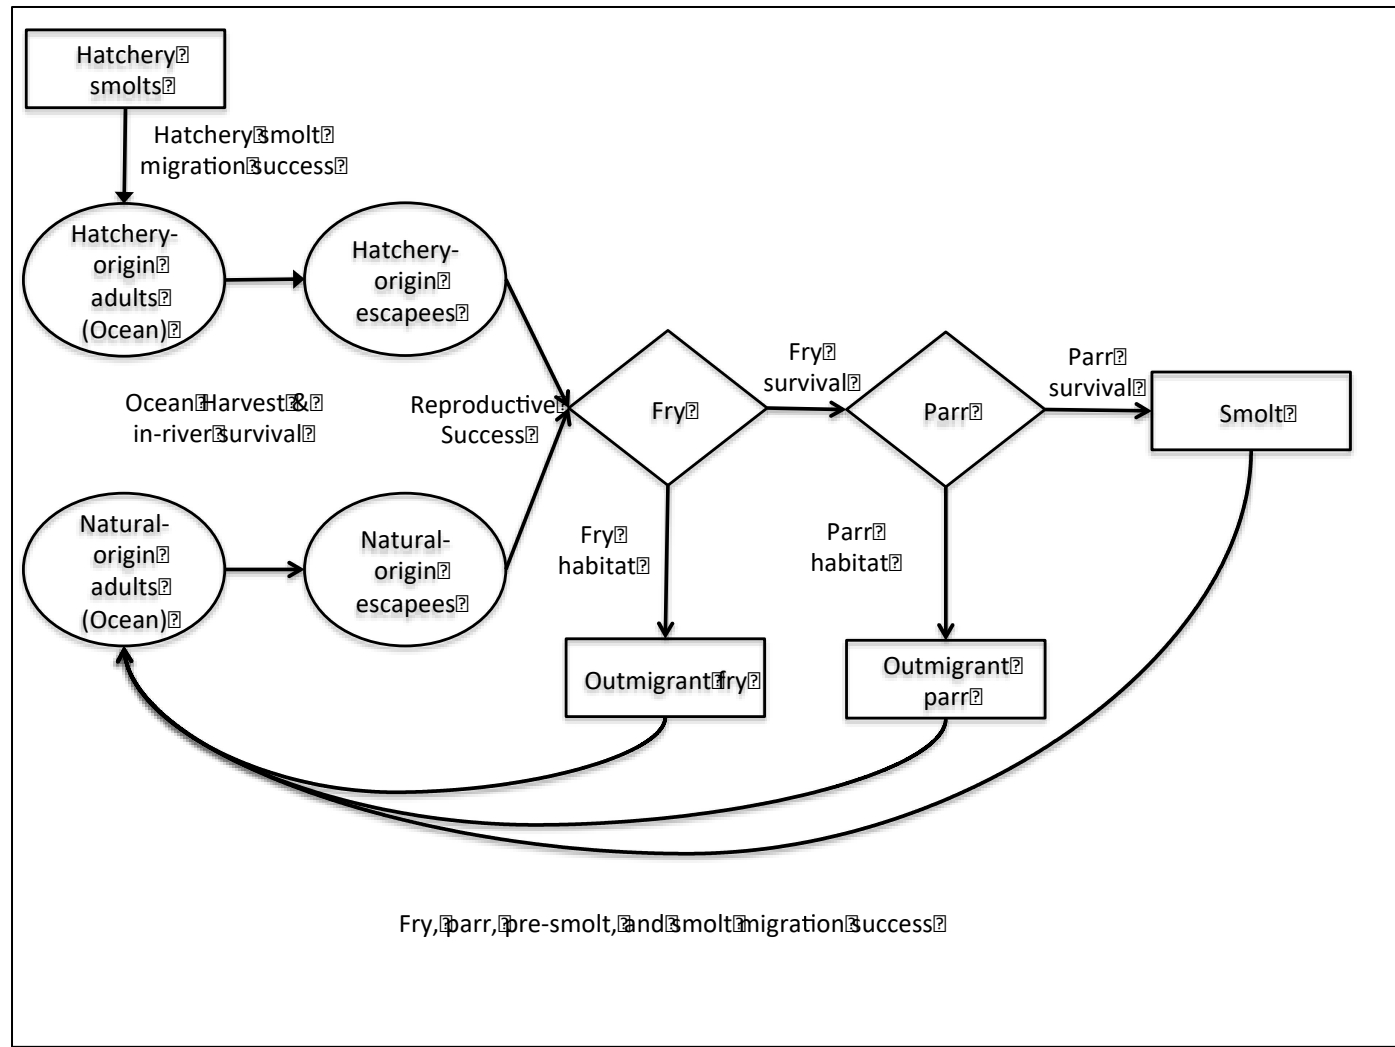 Hatchery
smolts
Hatchery smolt
migration success
Hatchery-
origin
adults
(Ocean)
Hatchery-
origin
escapees
Ocean Harvest &
in-river survival
Reproductive
Success
Fry
Fry
survival
Parr
Parr
survival
Smolt
Natural-
origin
adults
(Ocean)
Natural-
origin
escapees
Fry
habitat
Parr
habitat
Outmigrant fry
Outmigrant
parr
Fry, parr, pre-smolt, and smolt migration success